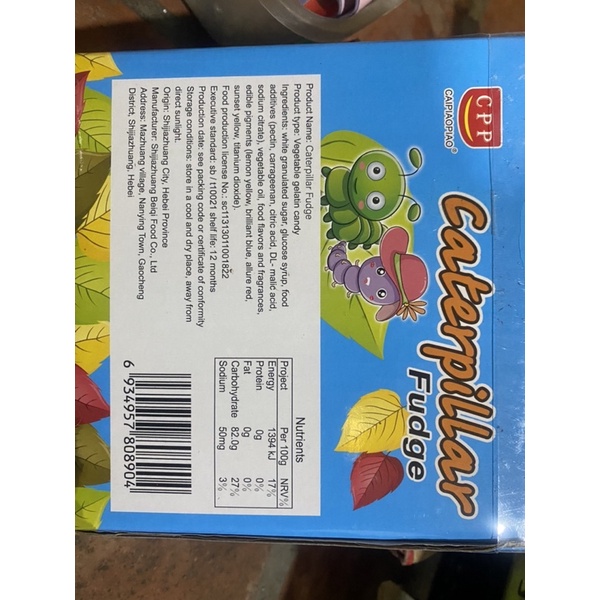 CPP
CAIPIAOPIAO®
Caterpillar
Fudge
Product Name: Caterpillar Fudge
Product type: Vegetable gelatin candy
Ingredients: white granulated sugar, glucose syrup, food
additives (pectin, carrageenan, citric acid, DL- malic acid,
sodium citrate), vegetable oil, food flavors and fragrances,
edible pigments (lemon yellow, brilliant blue, allure red,
sunset yellow, titanium dioxide),
Food production license No.: sc11313011001822
Executive standard: sb / t10021 shelf life: 12 months
Production date: see packing code or certificate of conformity
Storage conditions: store in a cool and dry place, away from
direct sunlight.
Origin: Shijiazhuang City, Hebei Province
Manufacturer: Shijiazhuang Beiqi Food Co., Ltd
Address: Mazhuang village, Nanying Town, Gaocheng
District, Shijiazhuang, Hebei
Nutrients
Project Per 100g NRV%
Energy 1394 kJ 17%
Protein 0g 0%
Fat 0g 0%
Carbohydrate 82.0g 27%
Sodium 50mg 3%
6 934957 808904